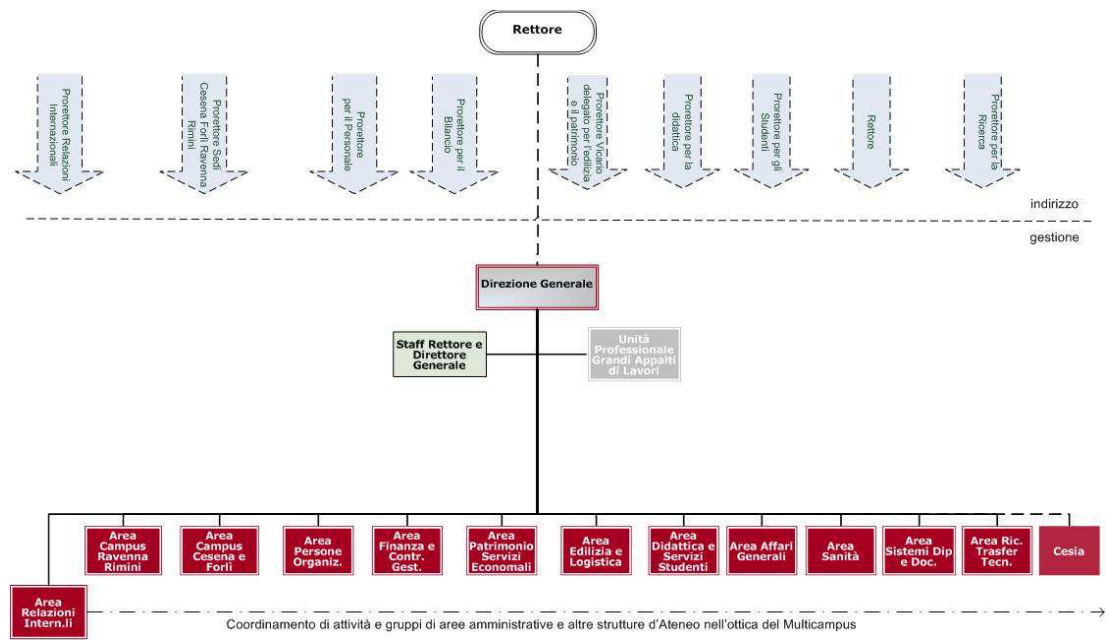 Rettore
Prorettore Relazioni
Internazionali
Prorettore Sedi
Cesena Forlì Ravenna
Rimini
Prorettore
per il Personale
Prorettore per il
Bilancio
Prorettore Vicario
delegato per l'edilizia
e il patrimonio
Prorettore per la
didattica
Prorettore per gli
Studenti
Rettore
Prorettore per la
Ricerca
indirizzo
gestione
Direzione Generale
Staff Rettore e
Direttore
Generale
Unità
Professionale
Grandi Appalti
di Lavori
Area
Campus
Ravenna
Rimini
Area
Campus
Cesena e
Forlì
Area
Persone
Organiz.
Area
Finanza e
Contr.
Gest.
Area
Patrimonio
Servizi
Economali
Area
Edilizia e
Logistica
Area
Didattica e
Servizi
Studenti
Area Affari
Generali
Area
Sanità
Area
Sistemi Dip
e Doc.
Area Ric.
Trasfer
Tecn.
Cesia
Area
Relazioni
Intern.li
Coordinamento di attività e gruppi di aree amministrative e altre strutture d'Ateneo nell'ottica del Multicampus